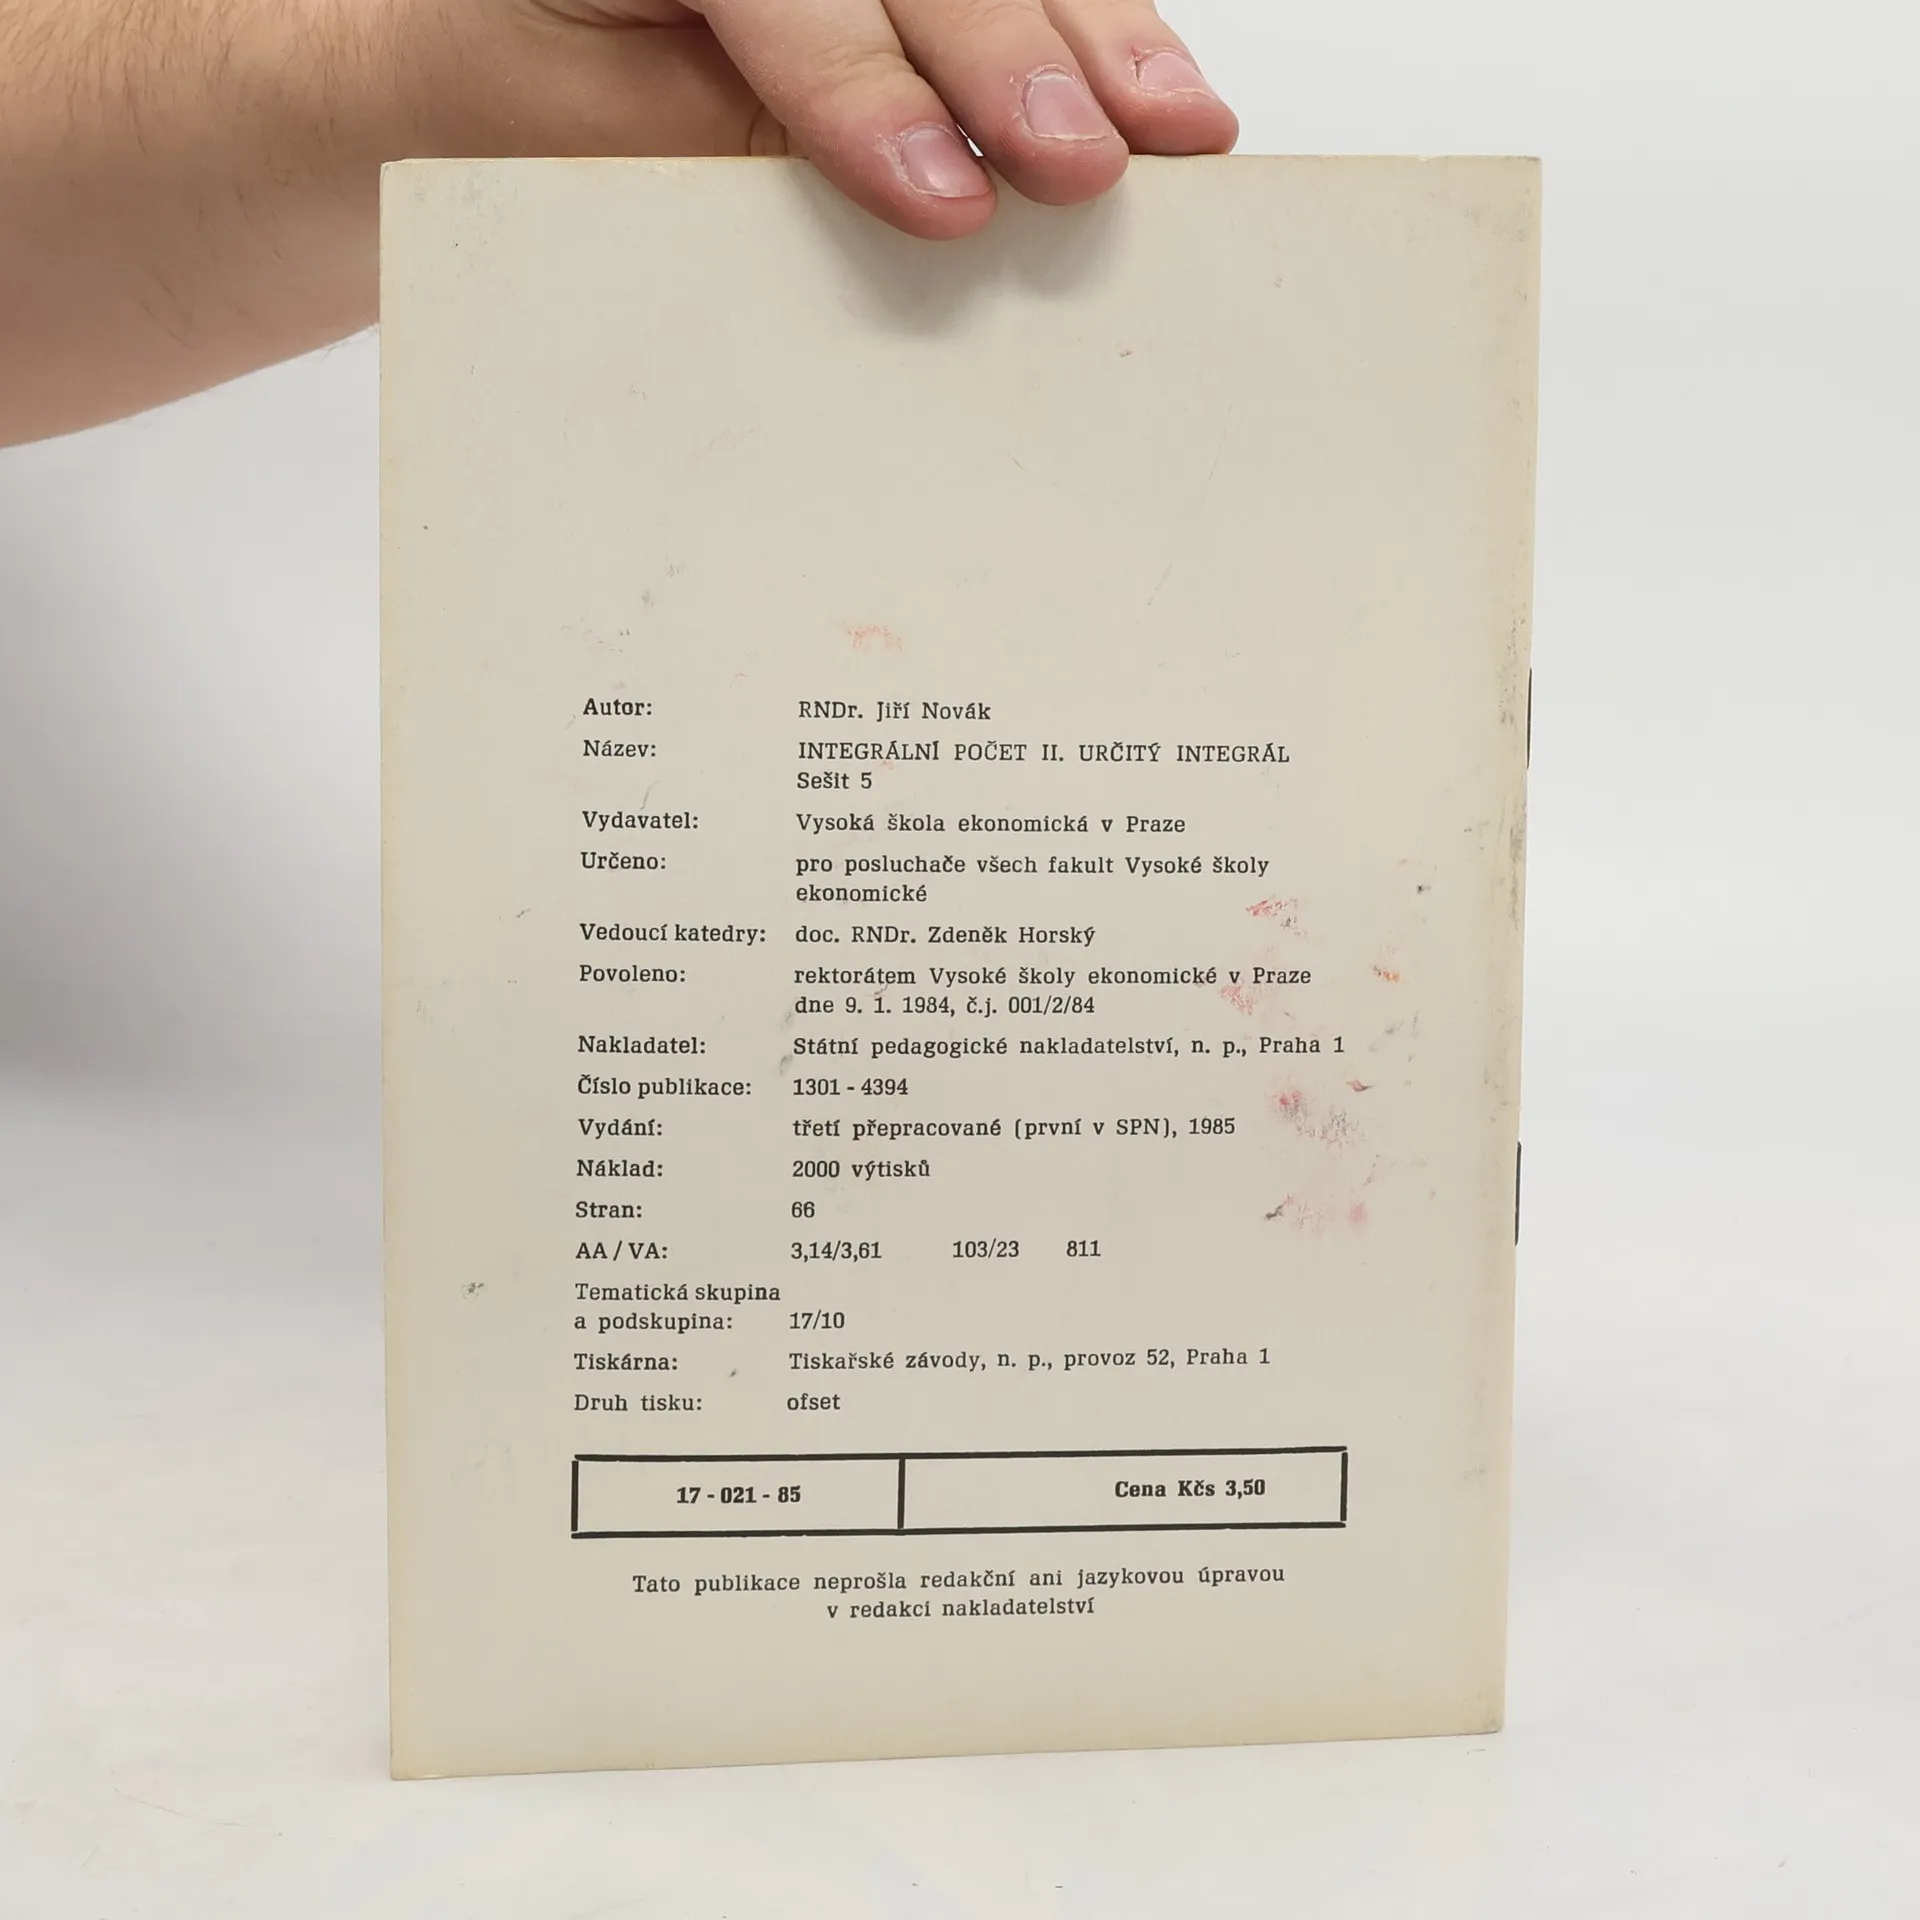 Autor: RNDr. Jiří Novák
Název: INTEGRÁLNÍ POČET II. URČITÝ INTEGRÁL
Sešit 5
Vydavatel: Vysoká škola ekonomická v Praze
Určeno: pro posluchače všech fakult Vysoké školy
ekonomické
Vedoucí katedry: doc. RNDr. Zdeněk Horský
Povoleno: rektorátem Vysoké školy ekonomické v Praze
dne 9. 1. 1984, č.j. 001/2/84
Nakladatel: Státní pedagogické nakladatelství, n. p., Praha 1
Číslo publikace: 1301 - 4394
Vydání: třetí přepracované (první v SPN), 1985
Náklad: 2000 výtisků
Stran: 66
AA / VA: 3,14/3,61 103/23 811
Tematická skupina
a podskupina: 17/10
Tiskárna: Tiskařské závody, n. p., provoz 52, Praha 1
Druh tisku: ofset
17 - 021 - 85 Cena Kčs 3,50
Tato publikace neprošla redakční ani jazykovou úpravou
v redakci nakladatelství